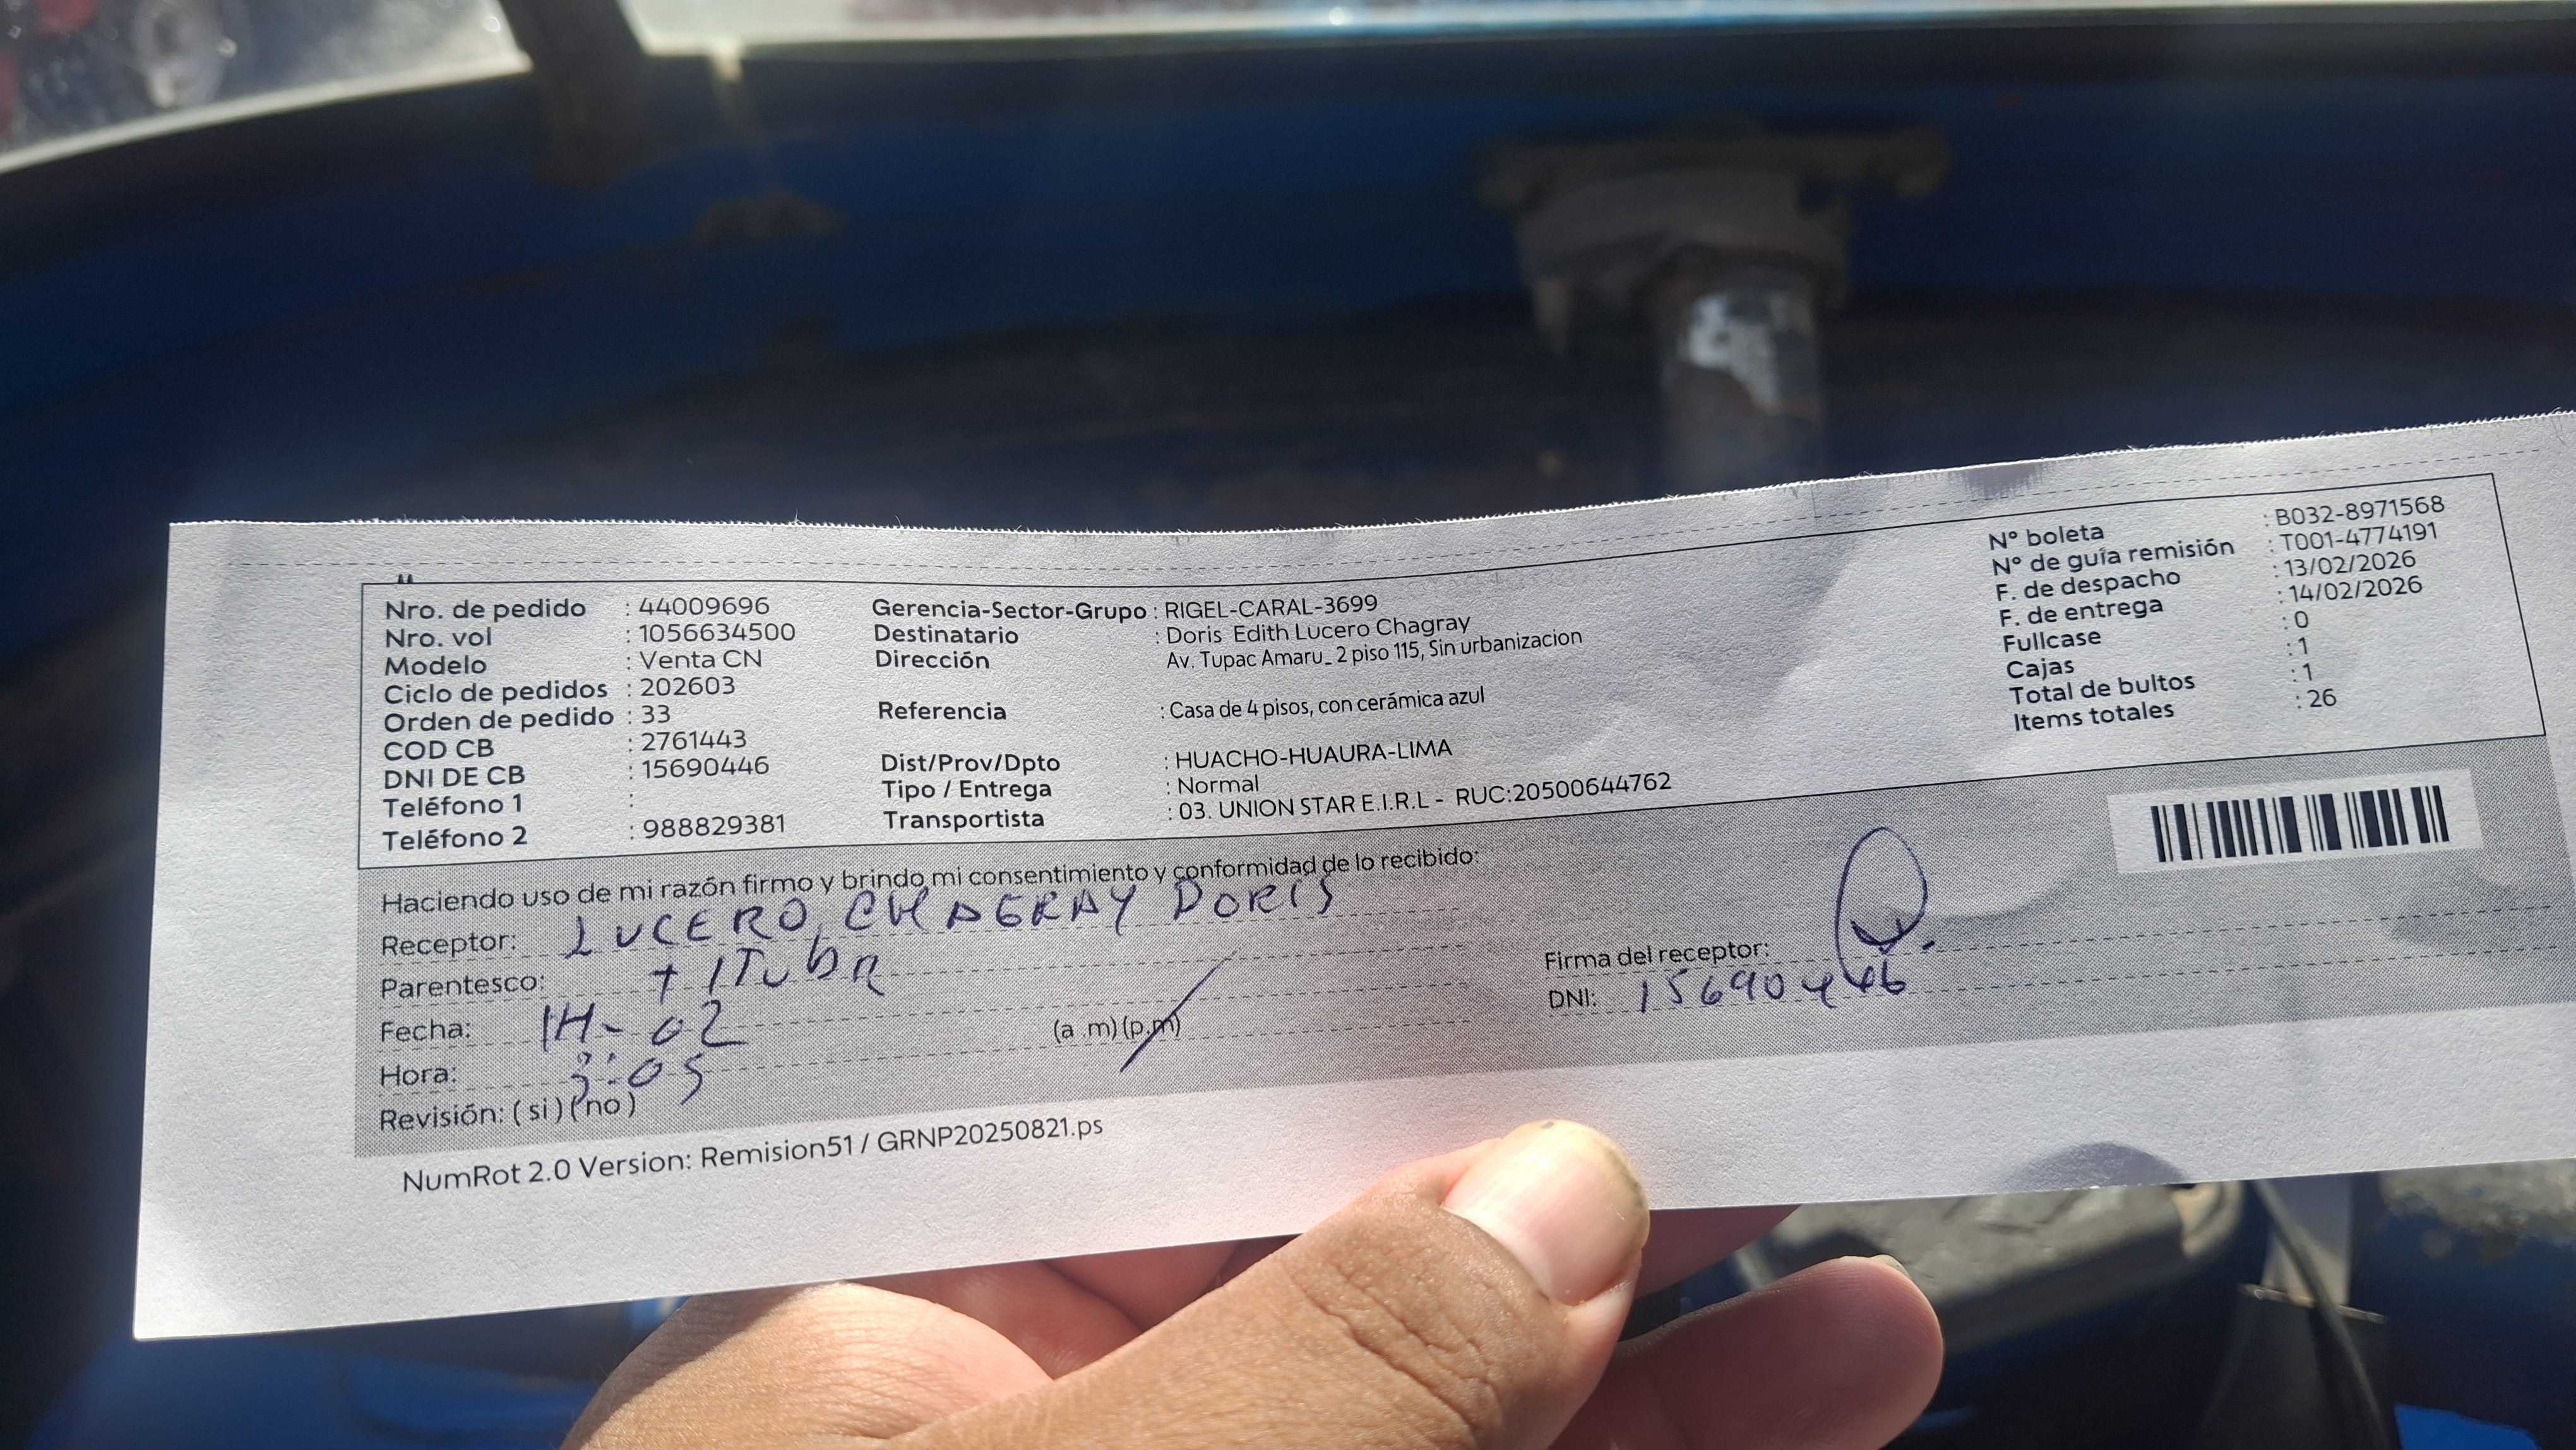 Nro. de pedido : 44009696
Nro. vol : 1056634500
Modelo : Venta CN
Ciclo de pedidos : 202603
Orden de pedido : 33
COD CB : 2761443
DNI DE CB : 15690446
Teléfono 1 :
Teléfono 2 : 988829381
Gerencia-Sector-Grupo : RIGEL-CARAL-3699
Destinatario : Doris Edith Lucero Chagray
Dirección Av. Tupac Amaru_ 2 piso 115, Sin urbanizacion
Referencia : Casa de 4 pisos, con cerámica azul
Dist/Prov/Dpto : HUACHO-HUAURA-LIMA
Tipo / Entrega : Normal
Transportista : 03. UNION STAR E.I.R.L - RUC:20500644762
N° boleta : B032-8971568
N° de guía remisión : T001-4774191
F. de despacho : 13/02/2026
F. de entrega : 14/02/2026
Fullcase : 0
Cajas : 1
Total de bultos : 1
Items totales : 26
Haciendo uso de mi razón firmo y brindo mi consentimiento y conformidad de lo recibido:
Receptor: LUCERO CHAGRAY DORIS
Parentesco: TITUBR
Fecha: 14-02
Hora: 3:05 (a .m) (p.m)
Revisión: ( si ) ( no )
Firma del receptor:
DNI: 15690446
NumRot 2.0 Version: Remision51 / GRNP20250821.ps